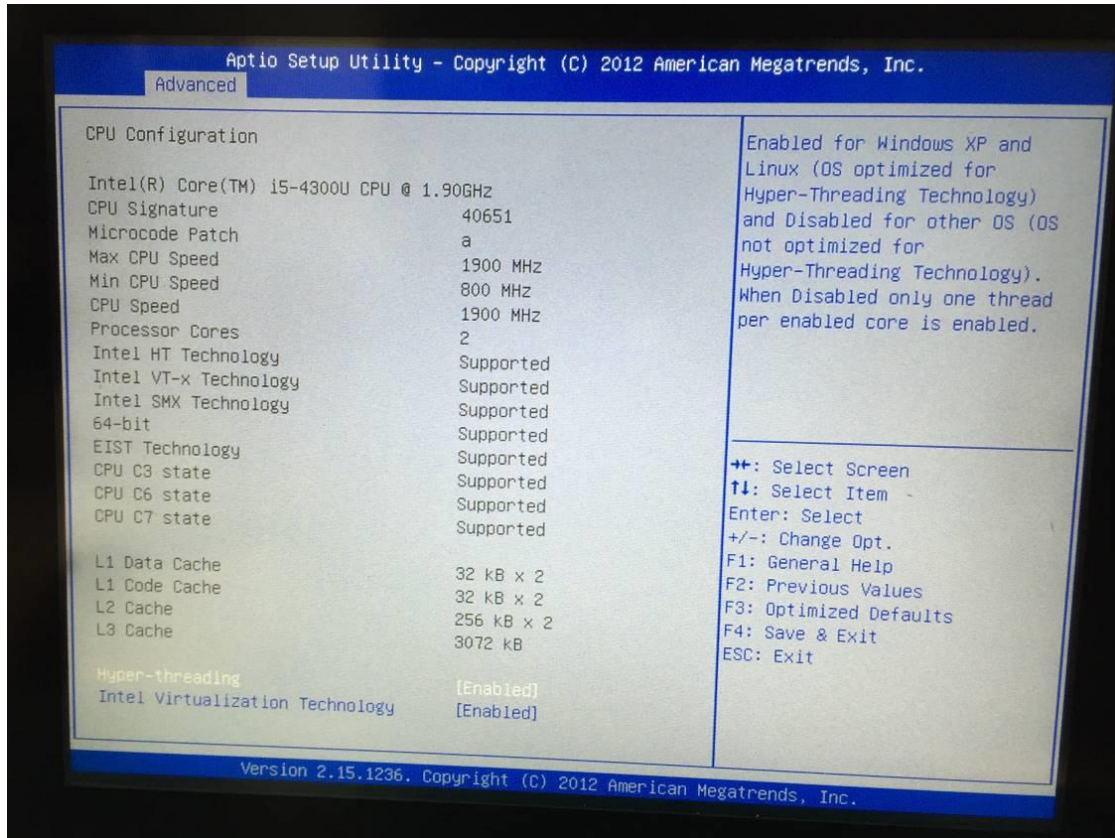 Aptio Setup Utility - Copyright (C) 2012 American Megatrends, Inc.
Advanced
CPU Configuration
Intel(R) Core(TM) i5-4300U CPU @ 1.90GHz
CPU Signature 40651
Microcode Patch a
Max CPU Speed 1900 MHz
Min CPU Speed 800 MHz
CPU Speed 1900 MHz
Processor Cores 2
Intel HT Technology Supported
Intel VT-x Technology Supported
Intel SMX Technology Supported
64-bit Supported
EIST Technology Supported
CPU C3 state Supported
CPU C6 state Supported
CPU C7 state Supported
L1 Data Cache 32 kB x 2
L1 Code Cache 32 kB x 2
L2 Cache 256 kB x 2
L3 Cache 3072 kB
Hyper-threading [Enabled]
Intel Virtualization Technology [Enabled]
Enabled for Windows XP and
Linux (OS optimized for
Hyper-Threading Technology)
and Disabled for other OS (OS
not optimized for
Hyper-Threading Technology).
When Disabled only one thread
per enabled core is enabled.
→←: Select Screen
↑↓: Select Item
Enter: Select
+/-: Change Opt.
F1: General Help
F2: Previous Values
F3: Optimized Defaults
F4: Save & Exit
ESC: Exit
Version 2.15.1236. Copyright (C) 2012 American Megatrends, Inc.